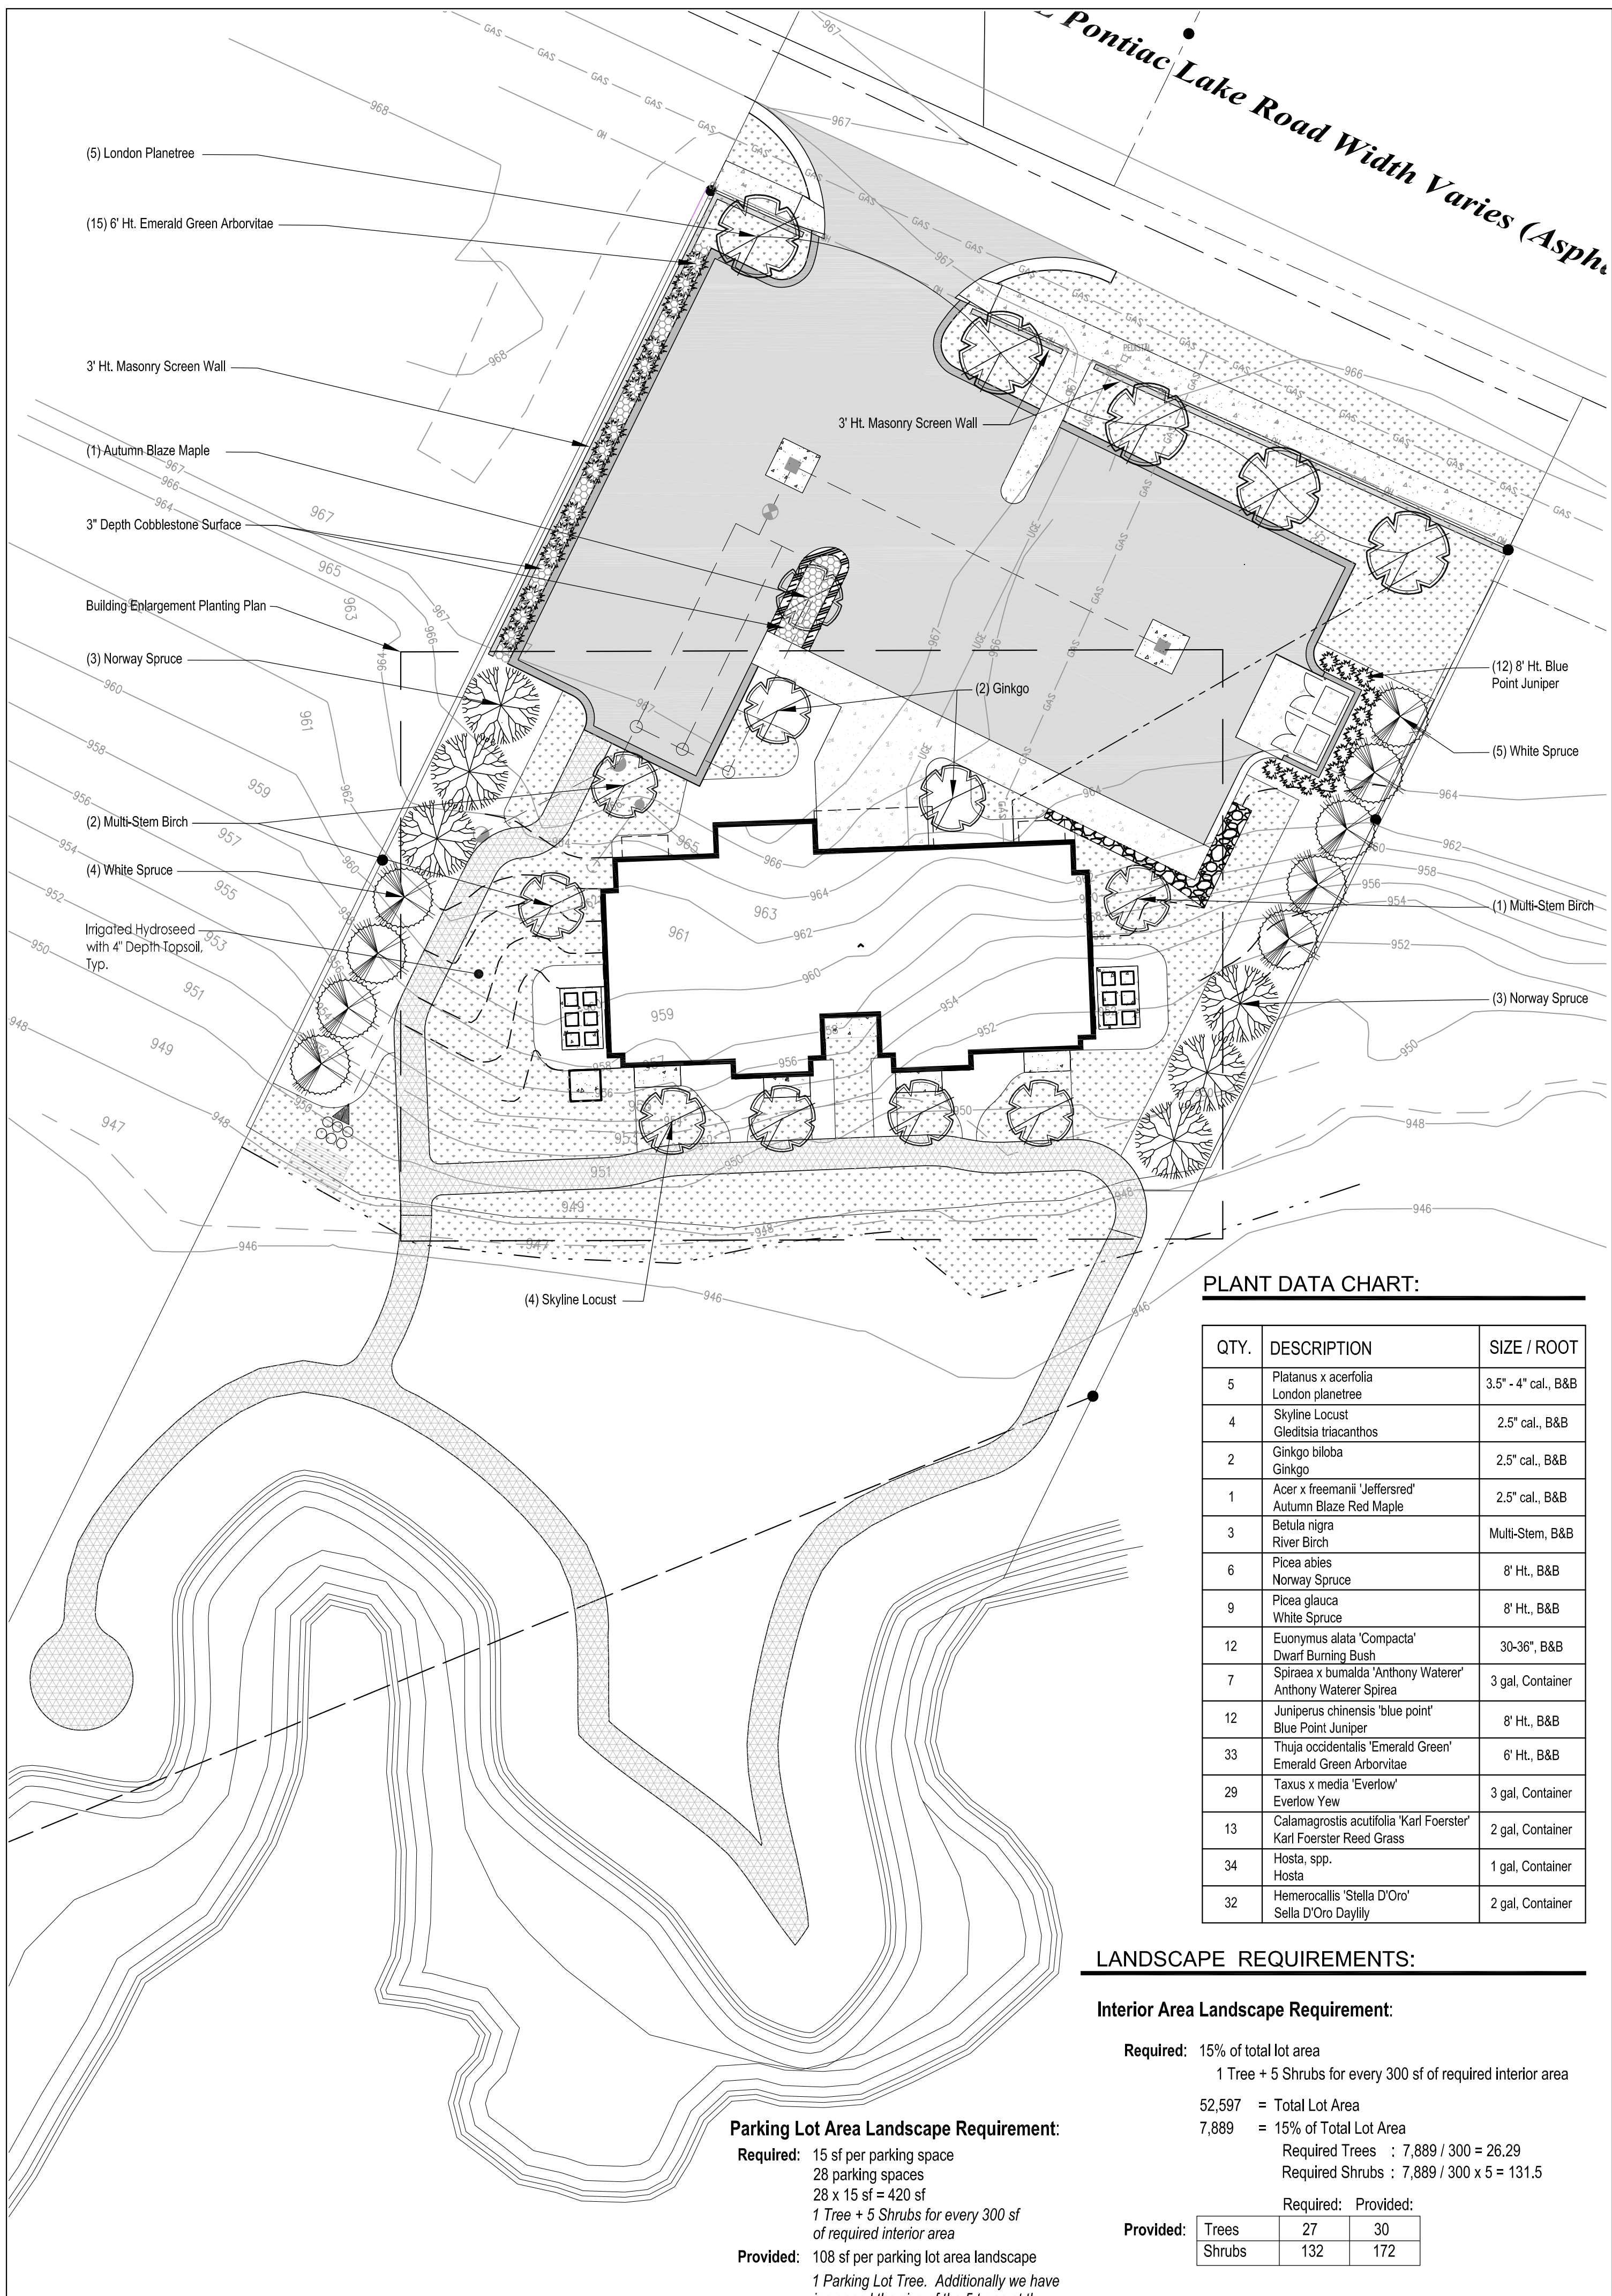 E Pontiac Lake Road Width Varies (Aspha
(5) London Planetree
(15) 6' Ht. Emerald Green Arborvitae
3' Ht. Masonry Screen Wall
(1) Autumn Blaze Maple
3" Depth Cobblestone Surface
Building Enlargement Planting Plan
(3) Norway Spruce
(2) Multi-Stem Birch
(4) White Spruce
Irrigated Hydroseed
with 4" Depth Topsoil,
Typ.
3' Ht. Masonry Screen Wall
PEDISTAL
(2) Ginkgo
(12) 8' Ht. Blue
Point Juniper
(5) White Spruce
(1) Multi-Stem Birch
(3) Norway Spruce
(4) Skyline Locust
PLANT DATA CHART:
QTY. DESCRIPTION SIZE / ROOT
5 Platanus x acerfolia 3.5" - 4" cal., B&B
London planetree
4 Skyline Locust 2.5" cal., B&B
Gleditsia triacanthos
2 Ginkgo biloba 2.5" cal., B&B
Ginkgo
1 Acer x freemanii 'Jeffersred' 2.5" cal., B&B
Autumn Blaze Red Maple
3 Betula nigra Multi-Stem, B&B
River Birch
6 Picea abies 8' Ht., B&B
Norway Spruce
9 Picea glauca 8' Ht., B&B
White Spruce
12 Euonymus alata 'Compacta' 30-36", B&B
Dwarf Burning Bush
7 Spiraea x bumalda 'Anthony Waterer' 3 gal, Container
Anthony Waterer Spirea
12 Juniperus chinensis 'blue point' 8' Ht., B&B
Blue Point Juniper
33 Thuja occidentalis 'Emerald Green' 6' Ht., B&B
Emerald Green Arborvitae
29 Taxus x media 'Everlow' 3 gal, Container
Everlow Yew
13 Calamagrostis acutifolia 'Karl Foerster' 2 gal, Container
Karl Foerster Reed Grass
34 Hosta, spp. 1 gal, Container
Hosta
32 Hemerocallis 'Stella D'Oro' 2 gal, Container
Sella D'Oro Daylily
LANDSCAPE REQUIREMENTS:
Interior Area Landscape Requirement:
Required: 15% of total lot area
1 Tree + 5 Shrubs for every 300 sf of required interior area
52,597 = Total Lot Area
7,889 = 15% of Total Lot Area
Required Trees : 7,889 / 300 = 26.29
Required Shrubs : 7,889 / 300 x 5 = 131.5
Required: Provided:
Provided: Trees 27 30
Shrubs 132 172
Parking Lot Area Landscape Requirement:
Required: 15 sf per parking space
28 parking spaces
28 x 15 sf = 420 sf
1 Tree + 5 Shrubs for every 300 sf
of required interior area
Provided: 108 sf per parking lot area landscape
1 Parking Lot Tree. Additionally we have